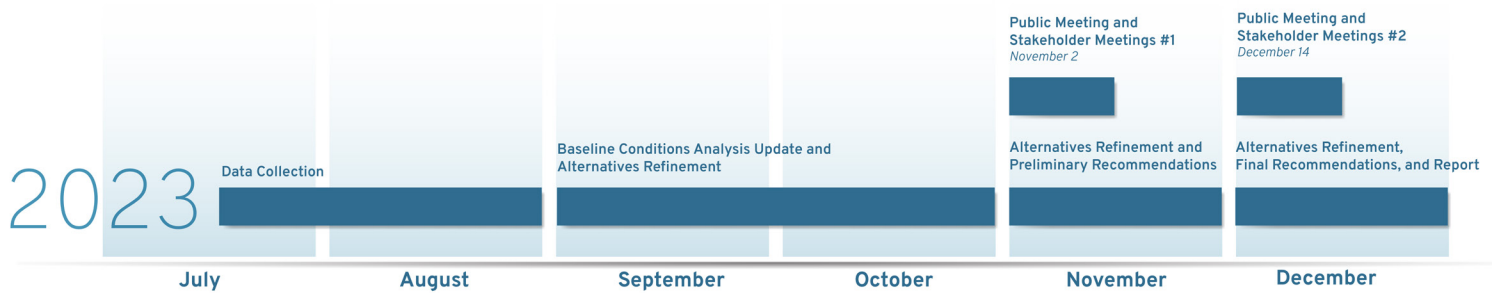 Public Meeting and
Stakeholder Meetings #1
November 2
Public Meeting and
Stakeholder Meetings #2
December 14
2023
Data Collection
Baseline Conditions Analysis Update and
Alternatives Refinement
Alternatives Refinement and
Preliminary Recommendations
Alternatives Refinement,
Final Recommendations, and Report
July
August
September
October
November
December